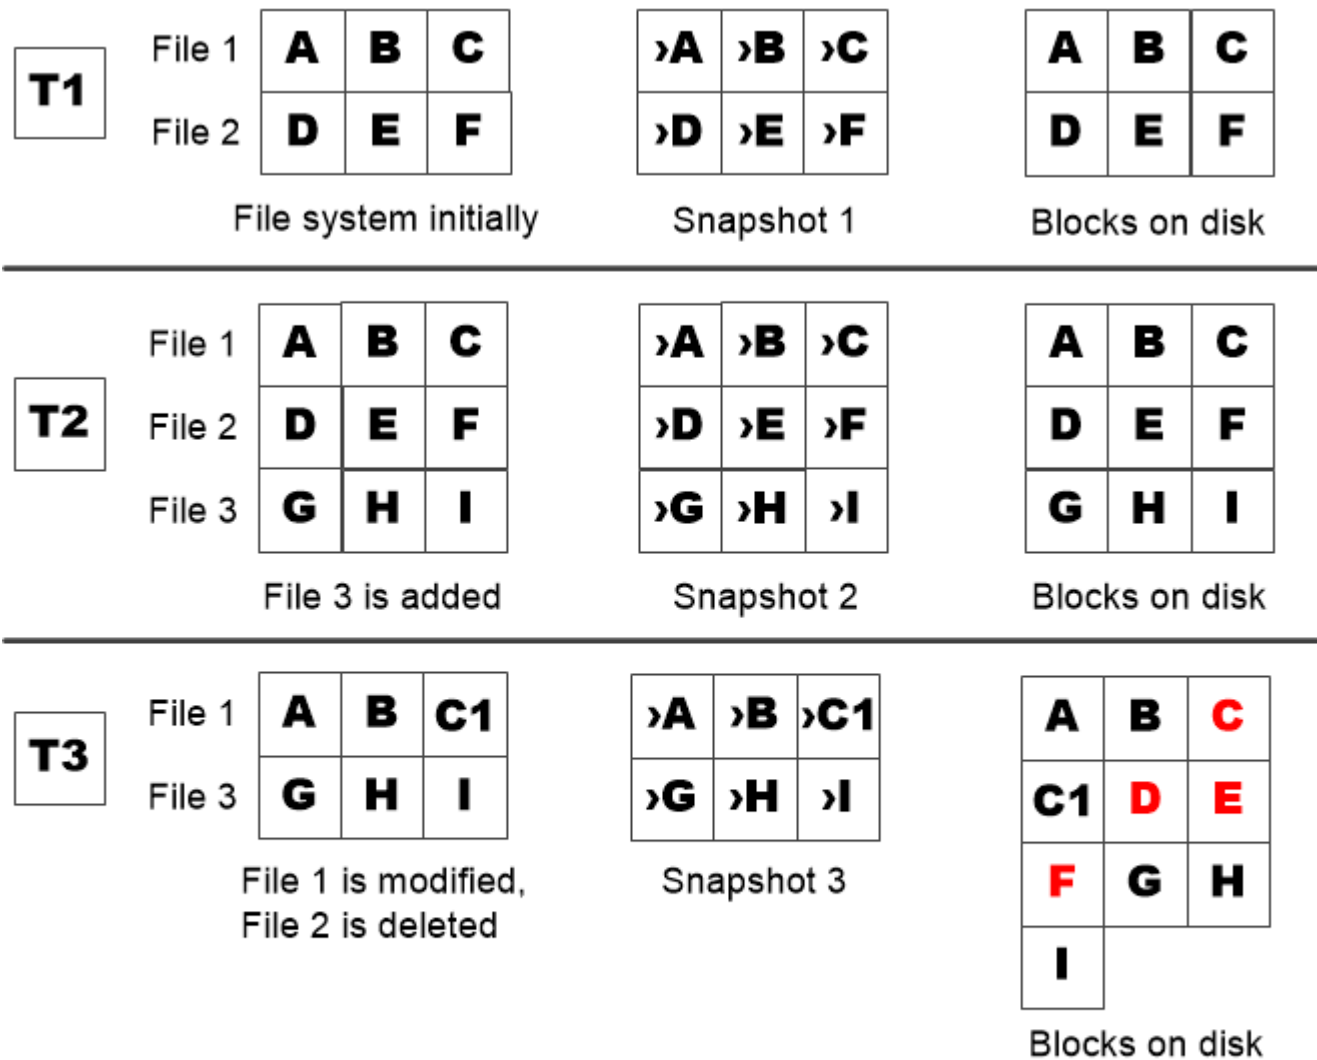 File 1 A B C ›A ›B ›C A B C
T1
File 2 D E F ›D ›E ›F D E F
File system initially Snapshot 1 Blocks on disk
File 1 A B C ›A ›B ›C A B C
T2 File 2 D E F ›D ›E ›F D E F
File 3 G H I ›G ›H ›I G H I
File 3 is added Snapshot 2 Blocks on disk
File 1 A B C1 ›A ›B ›C1 A B C
T3
File 3 G H I ›G ›H ›I C1 D E
File 1 is modified, Snapshot 3 F G H
File 2 is deleted
I
Blocks on disk